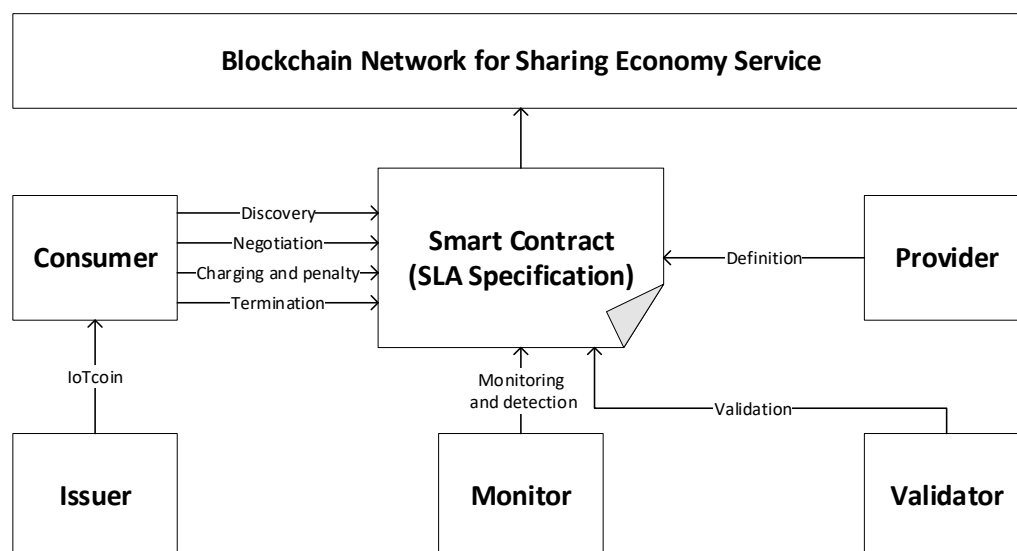 Blockchain Network for Sharing Economy Service
Discovery
Negotiation
Charging and penalty
Termination
Consumer
Smart Contract
(SLA Specification)
Definition
Provider
IoTcoin
Monitoring
and detection
Validation
Issuer
Monitor
Validator